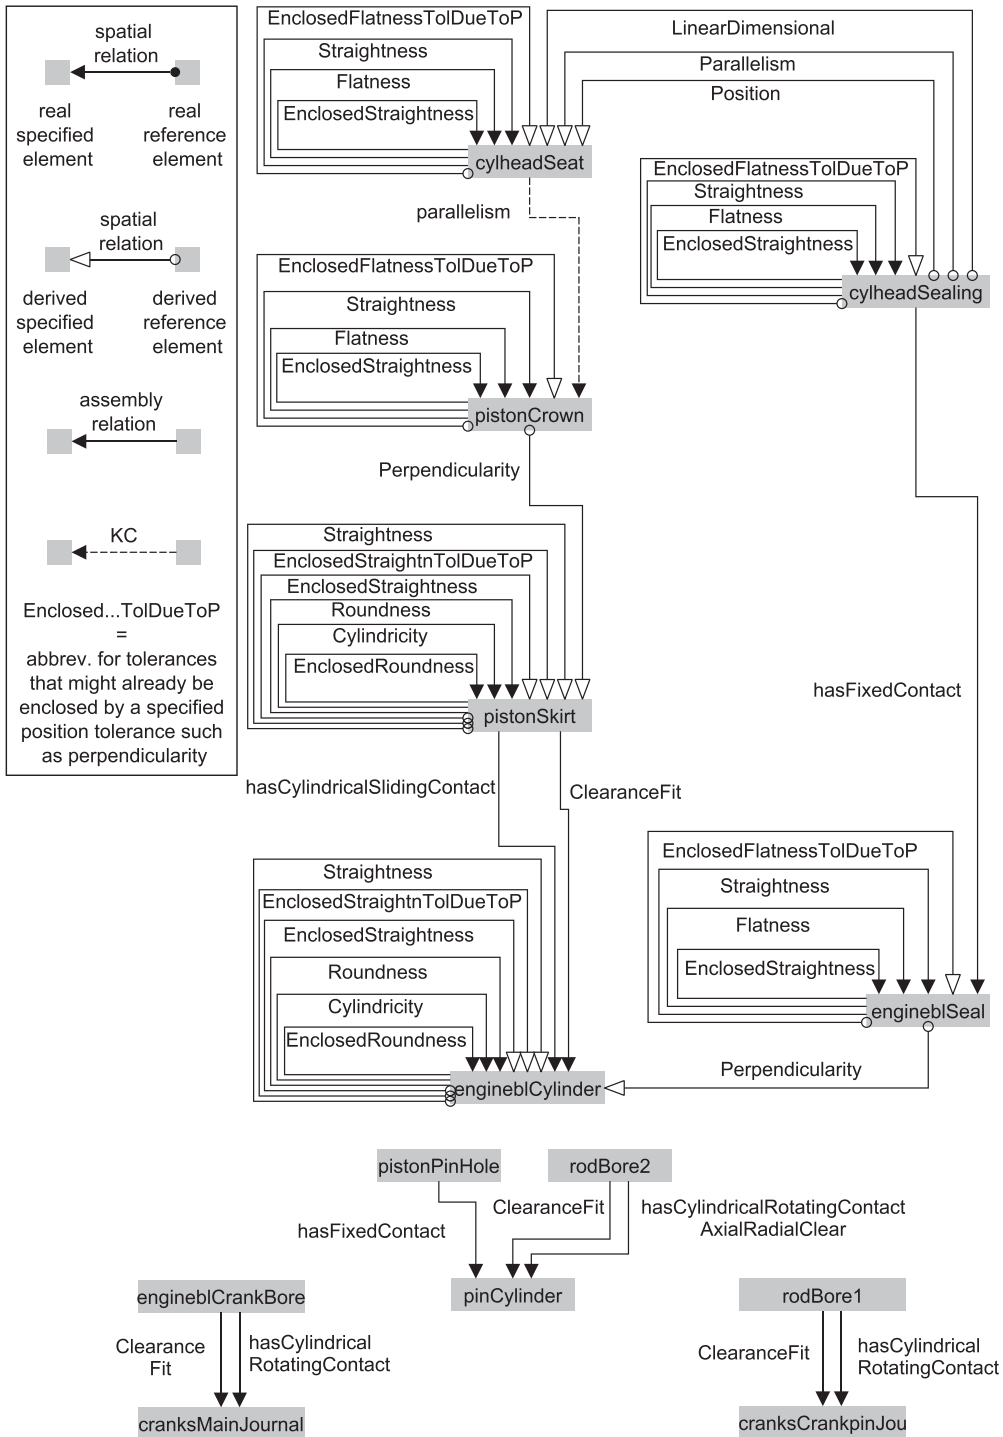 spatial
relation
real
specified
element
real
reference
element
spatial
relation
derived
specified
element
derived
reference
element
assembly
relation
KC
Enclosed...TolDueToP
=
abbrev. for tolerances
that might already be
enclosed by a specified
position tolerance such
as perpendicularity
EnclosedFlatnessTolDueToP
Straightness
Flatness
EnclosedStraightness
cylheadSeat
LinearDimensional
Parallelism
Position
EnclosedFlatnessTolDueToP
Straightness
Flatness
EnclosedStraightness
cylheadSealing
parallelism
EnclosedFlatnessTolDueToP
Straightness
Flatness
EnclosedStraightness
pistonCrown
Perpendicularity
Straightness
EnclosedStraightnTolDueToP
EnclosedStraightness
Roundness
Cylindricity
EnclosedRoundness
pistonSkirt
hasFixedContact
hasCylindricalSlidingContact
ClearanceFit
Straightness
EnclosedStraightnTolDueToP
EnclosedStraightness
Roundness
Cylindricity
EnclosedRoundness
engineblCylinder
EnclosedFlatnessTolDueToP
Straightness
Flatness
EnclosedStraightness
engineblSeal
Perpendicularity
pistonPinHole
rodBore2
hasFixedContact
ClearanceFit
hasCylindricalRotatingContact
AxialRadialClear
pinCylinder
engineblCrankBore
Clearance
Fit
hasCylindrical
RotatingContact
cranksMainJournal
rodBore1
ClearanceFit
hasCylindrical
RotatingContact
cranksCrankpinJou